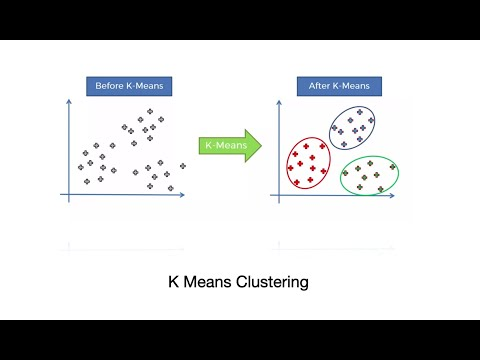 Before K-Means
After K-Means
K-Means
K Means Clustering